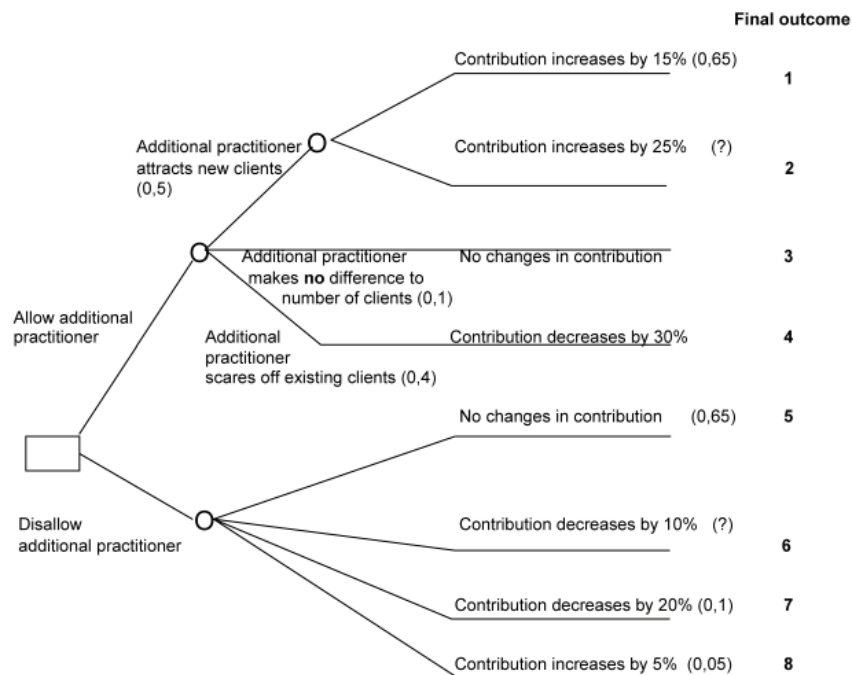 Final outcome
Contribution increases by 15% (0,65) 1
Additional practitioner
attracts new clients
(0,5)
Contribution increases by 25% (?) 2
Additional practitioner
makes no difference to
number of clients (0,1)
No changes in contribution 3
Allow additional
practitioner
Additional
practitioner
scares off existing clients (0,4)
Contribution decreases by 30% 4
No changes in contribution (0,65) 5
Disallow
additional practitioner
Contribution decreases by 10% (?) 6
Contribution decreases by 20% (0,1) 7
Contribution increases by 5% (0,05) 8